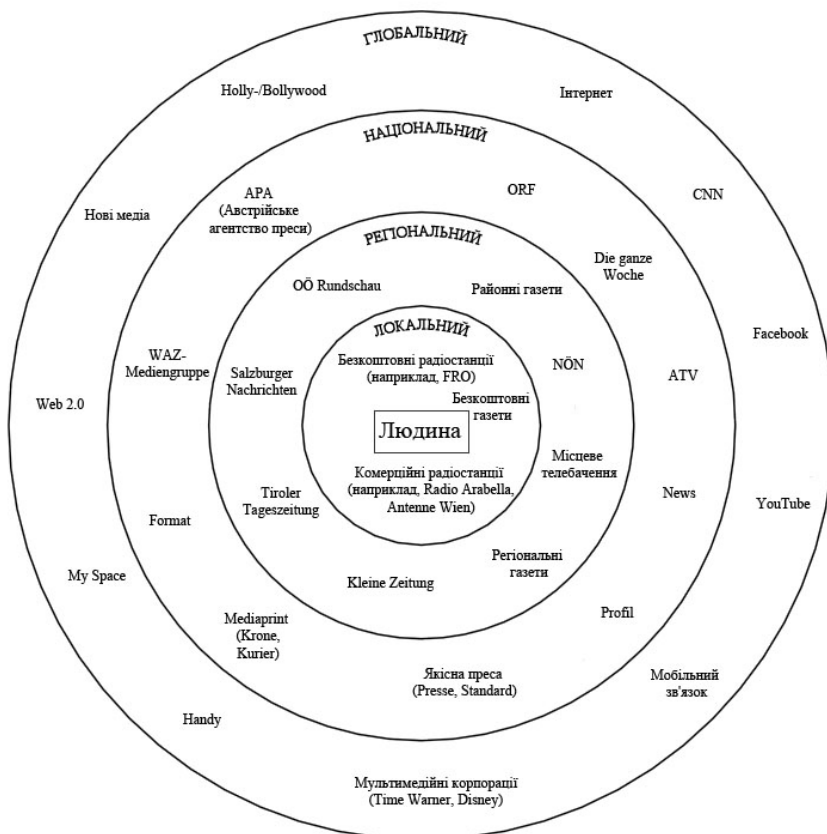 ГЛОБАЛЬНИЙ
Holly-/Bollywood
Інтернет
НАЦІОНАЛЬНИЙ
APA
(Австрійське
агентство преси)
ORF
CNN
Нові медіа
РЕГІОНАЛЬНИЙ
Die ganze
Woche
OÖ Rundschau
Районні газети
ЛОКАЛЬНИЙ
Facebook
Безкоштовні радіостанції
(наприклад, FRO)
WAZ-
Mediengruppe
Salzburger
Nachrichten
NÖN
ATV
Web 2.0
Безкоштовні
газети
Людина
Місцеве
телебачення
Комерційні радіостанції
(наприклад, Radio Arabella,
Antenne Wien)
Tiroler
Tageszeitung
News
YouTube
Format
Регіональні
газети
My Space
Kleine Zeitung
Mediaprint
(Krone,
Kurier)
Profil
Якісна преса
(Presse, Standard)
Мобільний
зв'язок
Handy
Мультимедійні корпорації
(Time Warner, Disney)